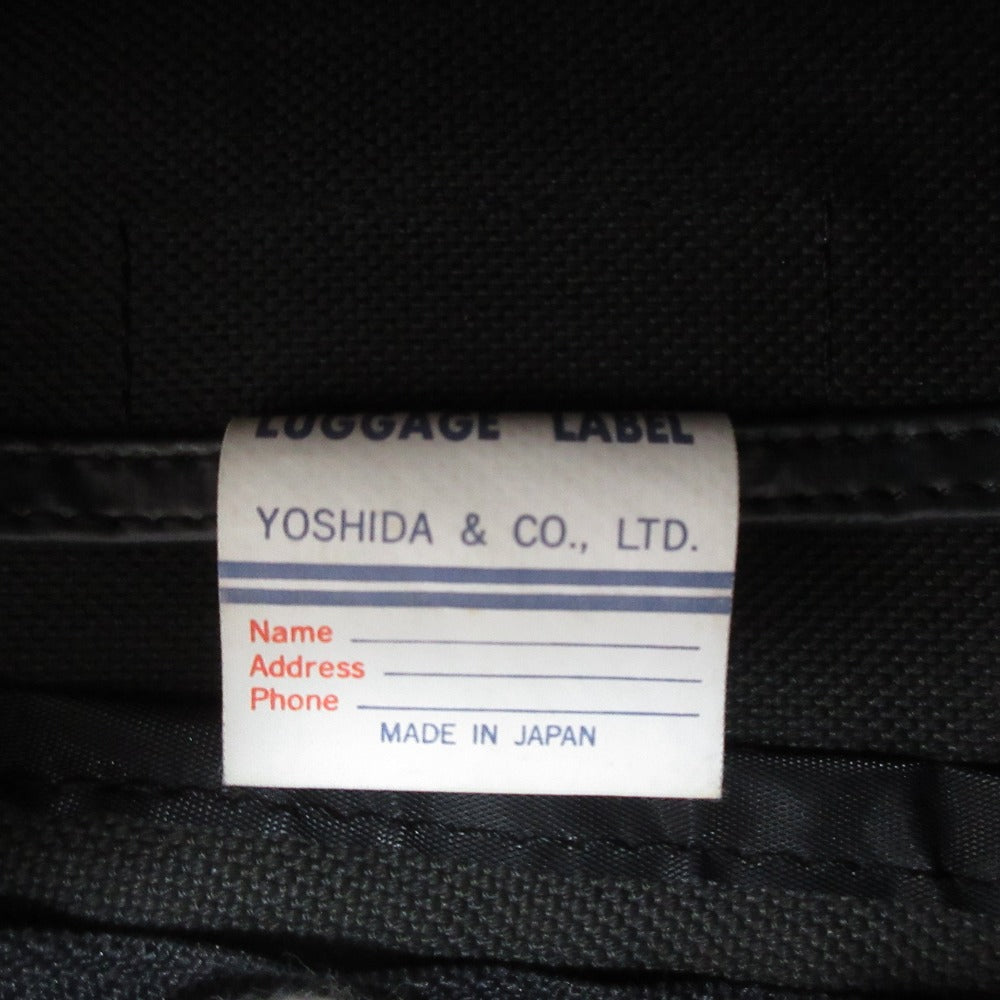 LUGGAGE LABEL
YOSHIDA & CO., LTD.
Name
Address
Phone
MADE IN JAPAN